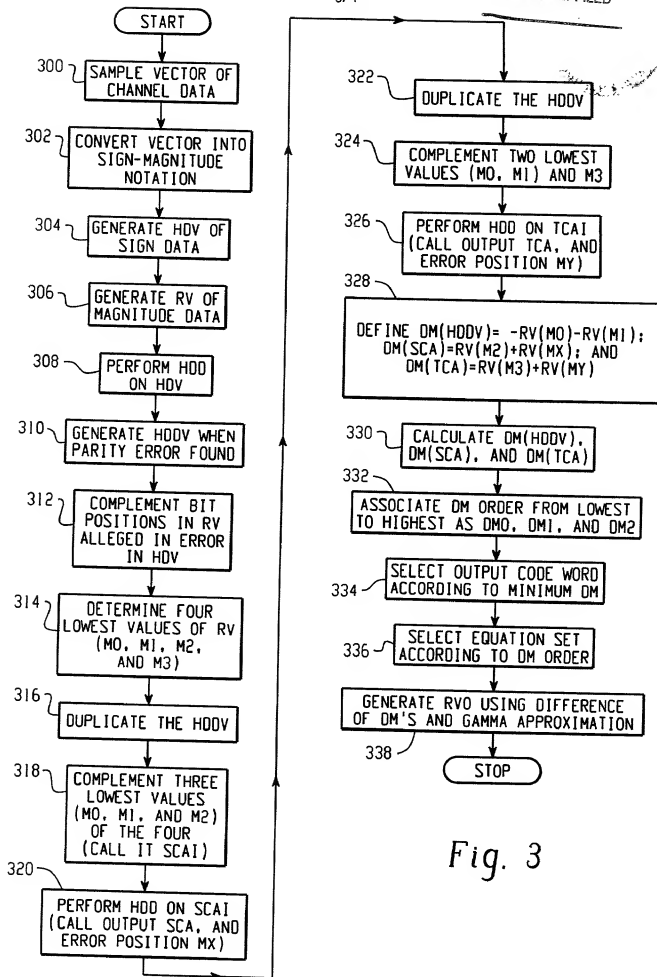 START
300
SAMPLE VECTOR OF
CHANNEL DATA
302
CONVERT VECTOR INTO
SIGN-MAGNITUDE
NOTATION
304
GENERATE HDV OF
SIGN DATA
306
GENERATE RV OF
MAGNITUDE DATA
308
PERFORM HDD
ON HDV
310
GENERATE HDDV WHEN
PARITY ERROR FOUND
312
COMPLEMENT BIT
POSITIONS IN RV
ALLEGED IN ERROR
IN HDV
314
DETERMINE FOUR
LOWEST VALUES OF RV
(M0, M1, M2,
AND M3)
316
DUPLICATE THE HDDV
318
COMPLEMENT THREE
LOWEST VALUES
(M0, M1, AND M2)
OF THE FOUR
(CALL IT SCAI)
320
PERFORM HDD ON SCAI
(CALL OUTPUT SCA, AND
ERROR POSITION MX)
322
DUPLICATE THE HDDV
324
COMPLEMENT TWO LOWEST
VALUES (M0, M1) AND M3
326
PERFORM HDD ON TCAI
(CALL OUTPUT TCA, AND
ERROR POSITION MY)
328
DEFINE DM(HDDV)= -RV(M0)-RV(M1);
DM(SCA)=RV(M2)+RV(MX); AND
DM(TCA)=RV(M3)+RV(MY)
330
CALCULATE DM(HDDV),
DM(SCA), AND DM(TCA)
332
ASSOCIATE DM ORDER FROM LOWEST
TO HIGHEST AS DM0, DM1, AND DM2
334
SELECT OUTPUT CODE WORD
ACCORDING TO MINIMUM DM
336
SELECT EQUATION SET
ACCORDING TO DM ORDER
GENERATE RVO USING DIFFERENCE
OF DM'S AND GAMMA APPROXIMATION
338
STOP
Fig. 3